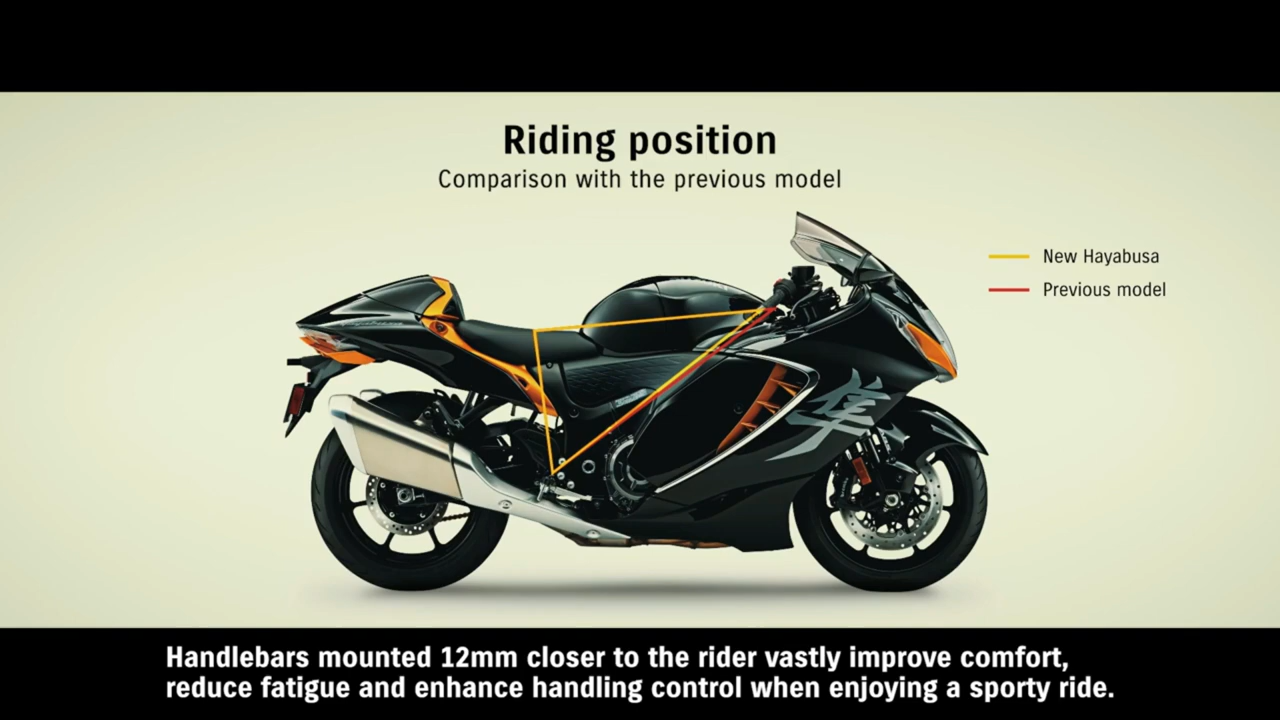 Riding position
Comparison with the previous model
New Hayabusa
Previous model
隼
Handlebars mounted 12mm closer to the rider vastly improve comfort,
reduce fatigue and enhance handling control when enjoying a sporty ride.